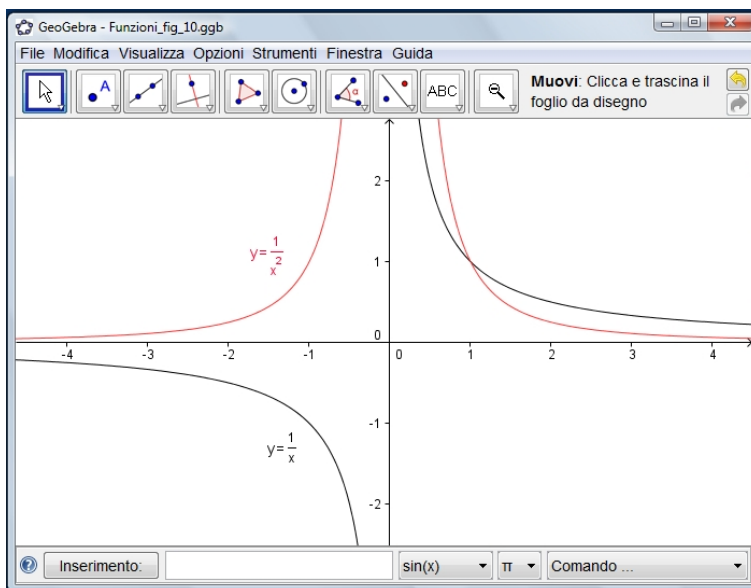 GeoGebra - Funzioni_fig_10.ggb
File Modifica Visualizza Opzioni Strumenti Finestra Guida
A
α
ABC
Muovi: Clicca e trascina il
foglio da disegno
2
y=1/x²
1
0
-4 -3 -2 -1 0 1 2 3 4
-1
y=1/x
-2
Inserimento:
sin(x)
π
Comando ...